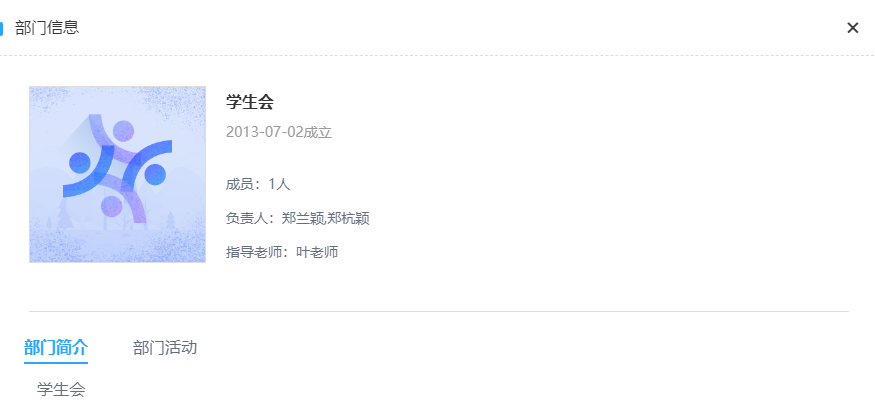 部门信息
学生会
2013-07-02成立
成员：1人
负责人：郑兰颖,郑杭颖
指导老师：叶老师
部门简介 部门活动
学生会